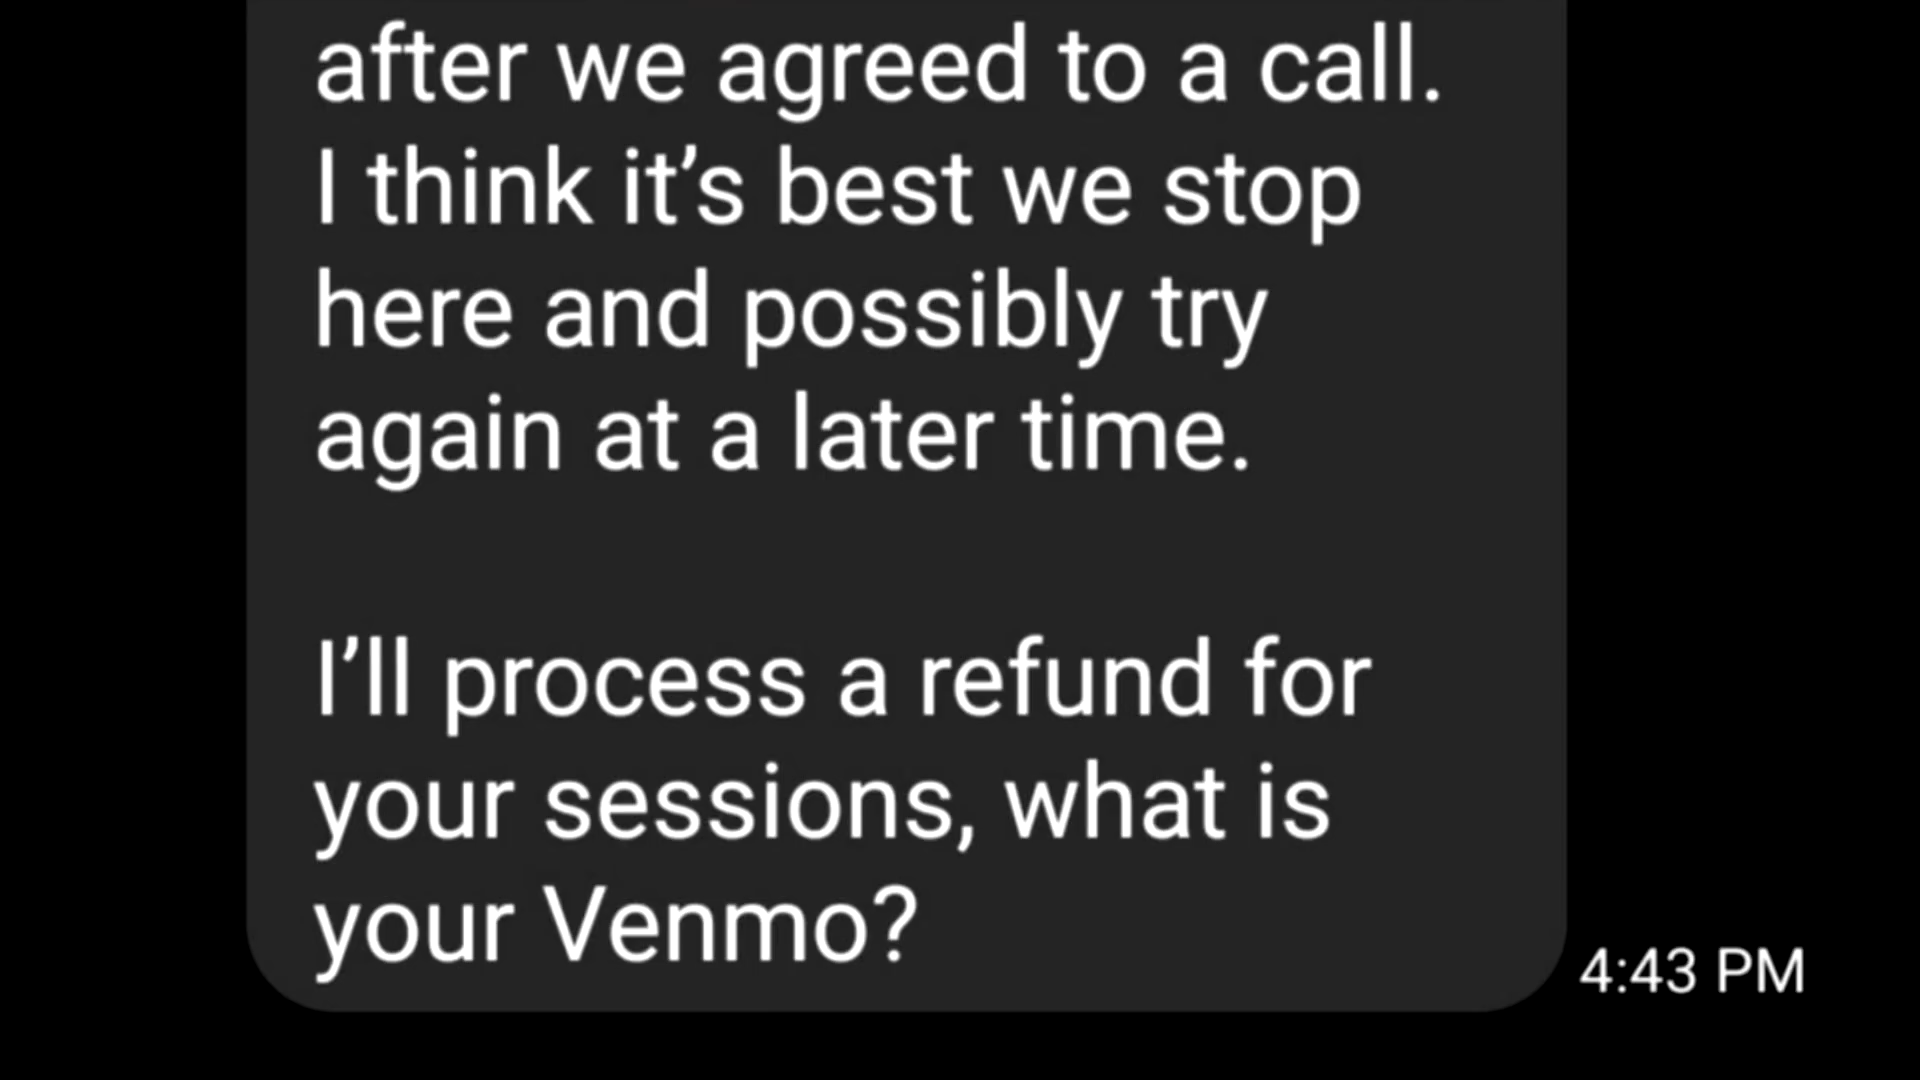 after we agreed to a call.
I think it’s best we stop
here and possibly try
again at a later time.
I’ll process a refund for
your sessions, what is
your Venmo?
4:43 PM